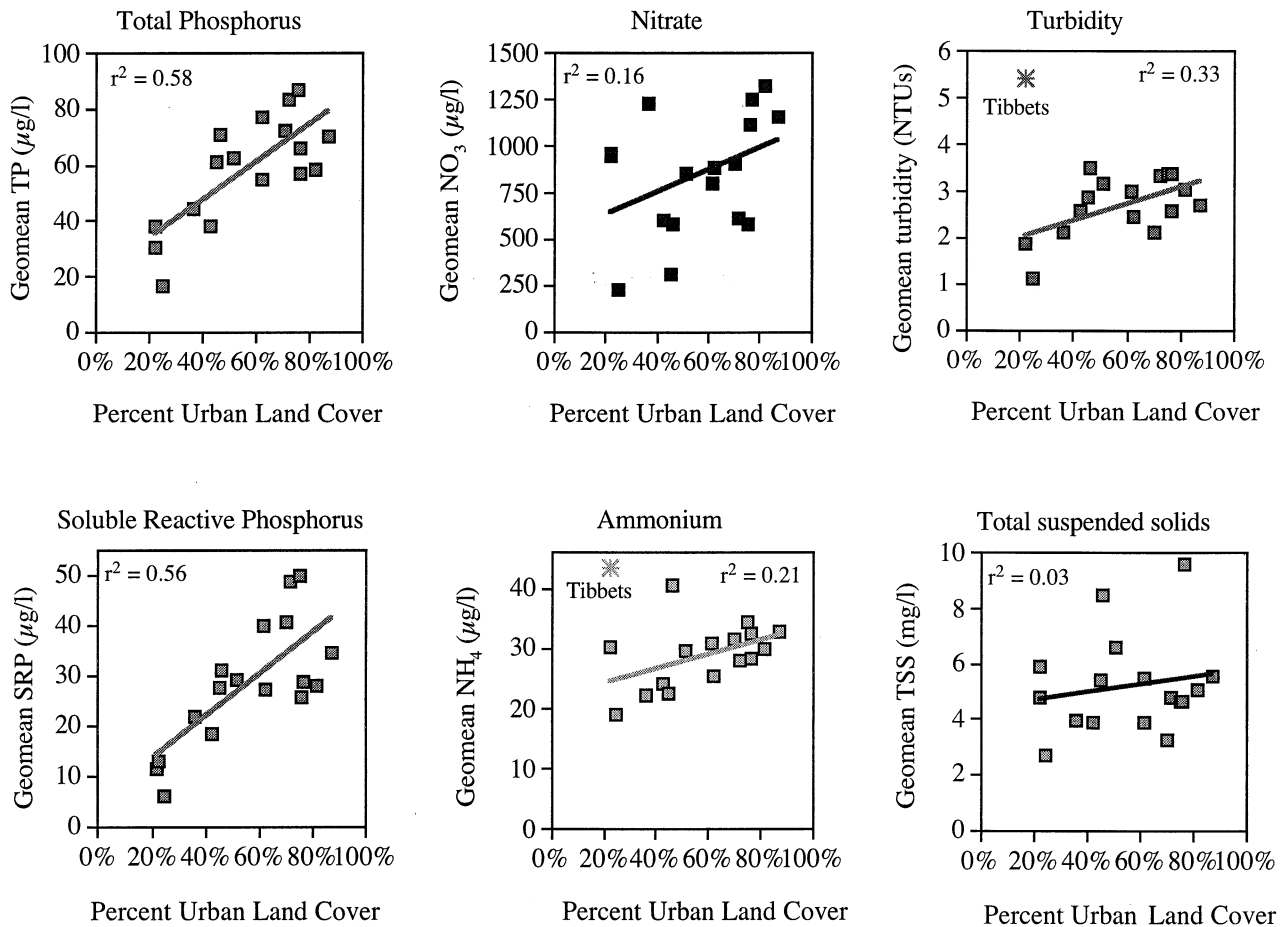 Total Phosphorus
r² = 0.58
Geomean TP (µg/l)
100
80
60
40
20
0
0% 20% 40% 60% 80% 100%
Percent Urban Land Cover
Nitrate
r² = 0.16
Geomean NO₃ (µg/l)
1500
1250
1000
750
500
250
0
0% 20% 40% 60% 80% 100%
Percent Urban Land Cover
Turbidity
r² = 0.33
Tibbets
Geomean turbidity (NTUs)
6
5
4
3
2
1
0
0% 20% 40% 60% 80% 100%
Percent Urban Land Cover
Soluble Reactive Phosphorus
r² = 0.56
Geomean SRP (µg/l)
50
40
30
20
10
0
0% 20% 40% 60% 80% 100%
Percent Urban Land Cover
Ammonium
Tibbets
r² = 0.21
Geomean NH₄ (µg/l)
40
30
20
10
0
0% 20% 40% 60% 80% 100%
Percent Urban Land Cover
Total suspended solids
r² = 0.03
Geomean TSS (mg/l)
10
8
6
4
2
0
0% 20% 40% 60% 80% 100%
Percent Urban Land Cover